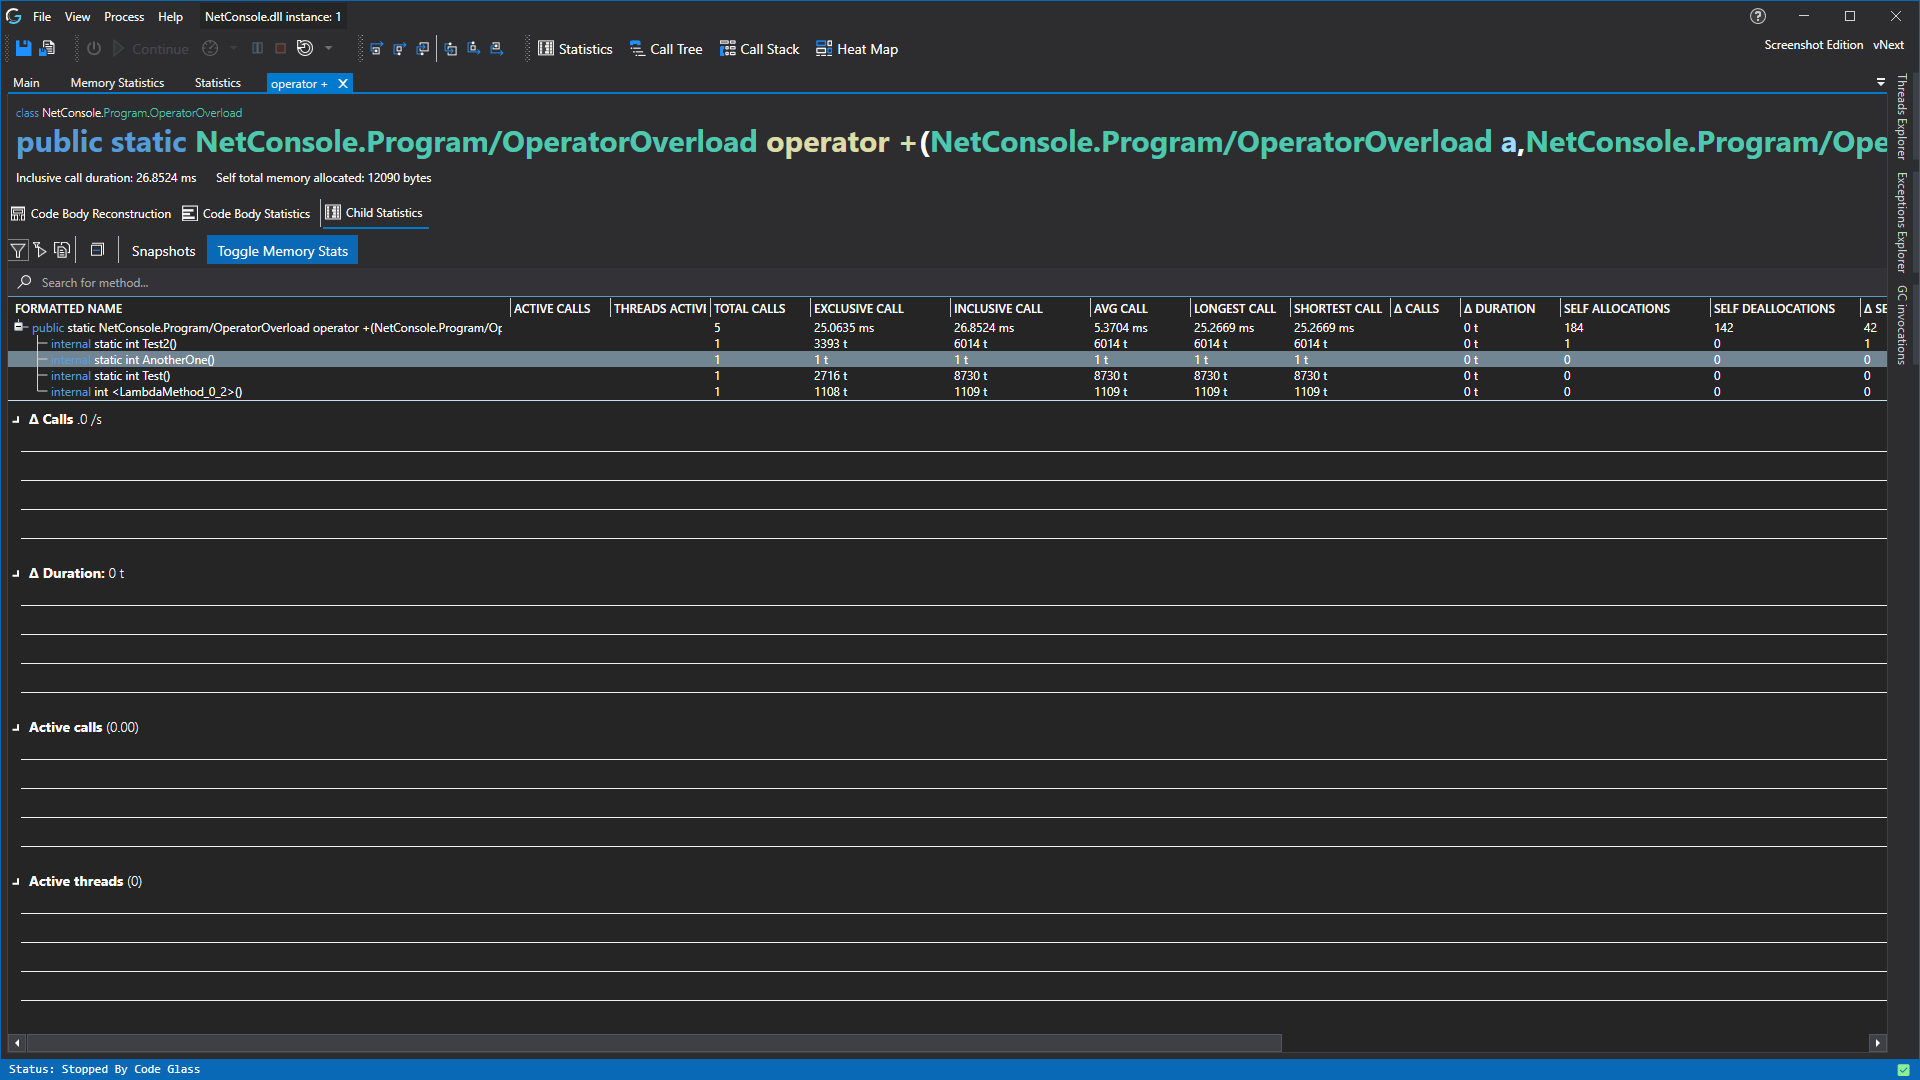 File View Process Help NetConsole.dll instance: 1
Continue Statistics Call Tree Call Stack Heat Map Screenshot Edition vNext
Main Memory Statistics Statistics operator +
class NetConsole.Program.OperatorOverload
public static NetConsole.Program/OperatorOverload operator +(NetConsole.Program/OperatorOverload a,NetConsole.Program/Ope
Inclusive call duration: 26.8524 ms Self total memory allocated: 12090 bytes
Code Body Reconstruction Code Body Statistics Child Statistics
Snapshots Toggle Memory Stats
Search for method...
FORMATTED NAME ACTIVE CALLS THREADS ACTIVI TOTAL CALLS EXCLUSIVE CALL INCLUSIVE CALL AVG CALL LONGEST CALL SHORTEST CALL Δ CALLS Δ DURATION SELF ALLOCATIONS SELF DEALLOCATIONS Δ SE
public static NetConsole.Program/OperatorOverload operator +(NetConsole.Program/Op 5 25.0635 ms 26.8524 ms 5.3704 ms 25.2669 ms 25.2669 ms 0 t 184 142 42
internal static int Test2() 1 3393 t 6014 t 6014 t 6014 t 6014 t 0 t 1 0 1
internal static int AnotherOne() 1 1 t 1 t 1 t 1 t 1 t 0 t 0 0 0
internal static int Test() 1 2716 t 8730 t 8730 t 8730 t 8730 t 0 t 0 0 0
internal int <LambdaMethod_0_2>() 1 1108 t 1109 t 1109 t 1109 t 1109 t 0 t 0 0 0
Δ Calls .0 /s
Δ Duration: 0 t
Active calls (0.00)
Active threads (0)
Threads Explorer
Exceptions Explorer
GC invocations
Status: Stopped By Code Glass